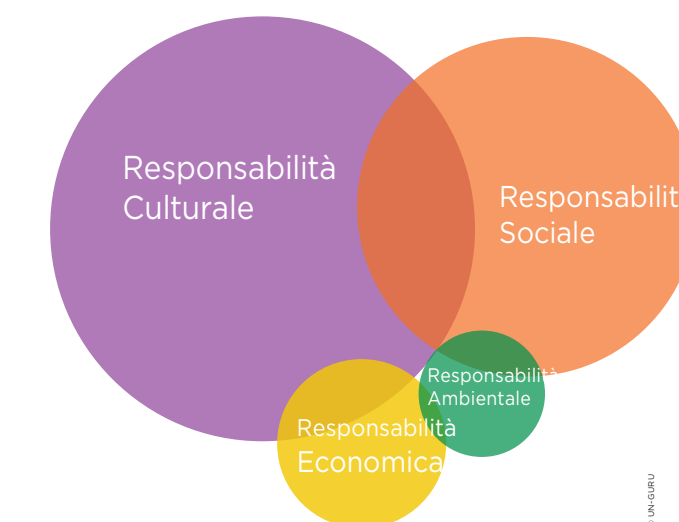 Responsabilità
Culturale
Responsabilit
Sociale
Responsabilità
Ambientale
Responsabilità
Economica
© UN-GURU